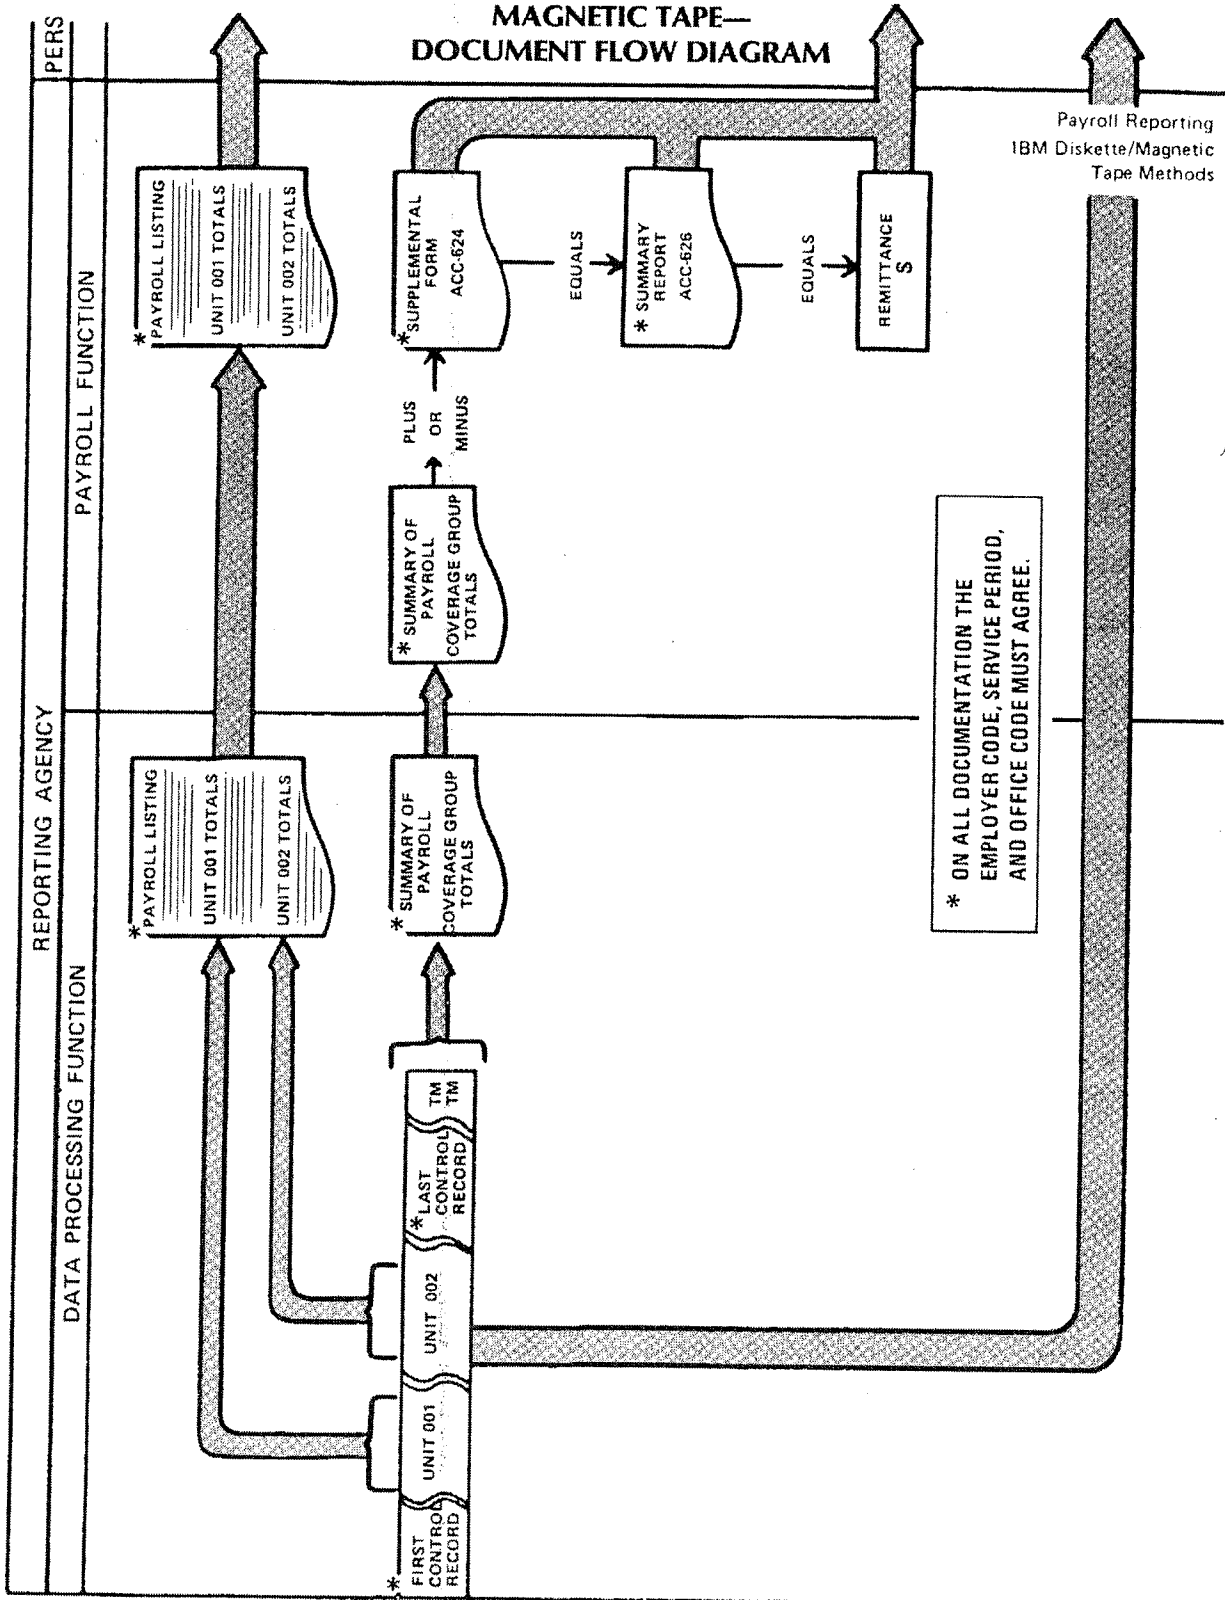 MAGNETIC TAPE—
DOCUMENT FLOW DIAGRAM
Payroll Reporting
IBM Diskette/Magnetic
Tape Methods
REPORTING AGENCY
PERS
DATA PROCESSING FUNCTION
PAYROLL FUNCTION
* FIRST
CONTROL
RECORD
UNIT 001
UNIT 002
* LAST
CONTROL
RECORD
TM
TM
* PAYROLL LISTING
UNIT 001 TOTALS
UNIT 002 TOTALS
* SUMMARY OF
PAYROLL
COVERAGE GROUP
TOTALS
* PAYROLL LISTING
UNIT 001 TOTALS
UNIT 002 TOTALS
* SUMMARY OF
PAYROLL
COVERAGE GROUP
TOTALS
PLUS
OR
MINUS
* SUPPLEMENTAL
FORM
ACC-624
EQUALS
* SUMMARY
REPORT
ACC-626
EQUALS
REMITTANCE
$
* ON ALL DOCUMENTATION THE
EMPLOYER CODE, SERVICE PERIOD,
AND OFFICE CODE MUST AGREE.